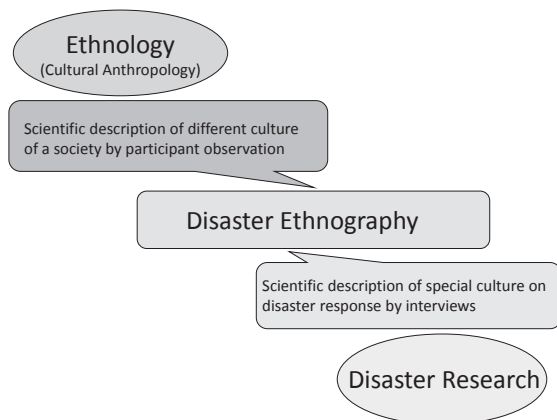 Ethnology
(Cultural Anthropology)
Scientific description of different culture
of a society by participant observation
Disaster Ethnography
Scientific description of special culture on
disaster response by interviews
Disaster Research